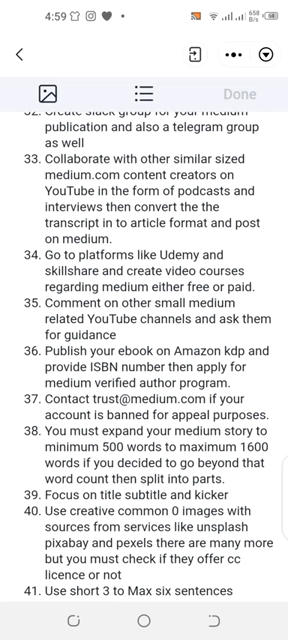 4:59
658
B/s
58
Done
32. Create slack group for your medium
publication and also a telegram group
as well
33. Collaborate with other similar sized
medium.com content creators on
YouTube in the form of podcasts and
interviews then convert the the
transcript in to article format and post
on medium.
34. Go to platforms like Udemy and
skillshare and create video courses
regarding medium either free or paid.
35. Comment on other small medium
related YouTube channels and ask them
for guidance
36. Publish your ebook on Amazon kdp and
provide ISBN number then apply for
medium verified author program.
37. Contact trust@medium.com if your
account is banned for appeal purposes.
38. You must expand your medium story to
minimum 500 words to maximum 1600
words if you decided to go beyond that
word count then split into parts.
39. Focus on title subtitle and kicker
40. Use creative common 0 images with
sources from services like unsplash
pixabay and pexels there are many more
but you must check if they offer cc
licence or not
41. Use short 3 to Max six sentences